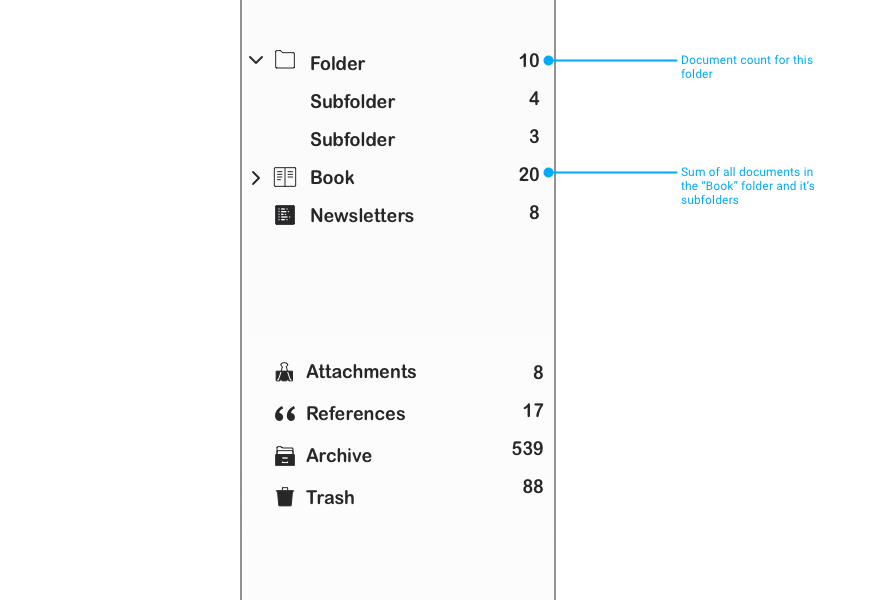 Folder 10
Document count for this
folder
Subfolder 4
Subfolder 3
Book 20
Sum of all documents in
the “Book” folder and it’s
subfolders
Newsletters 8
Attachments 8
References 17
Archive 539
Trash 88